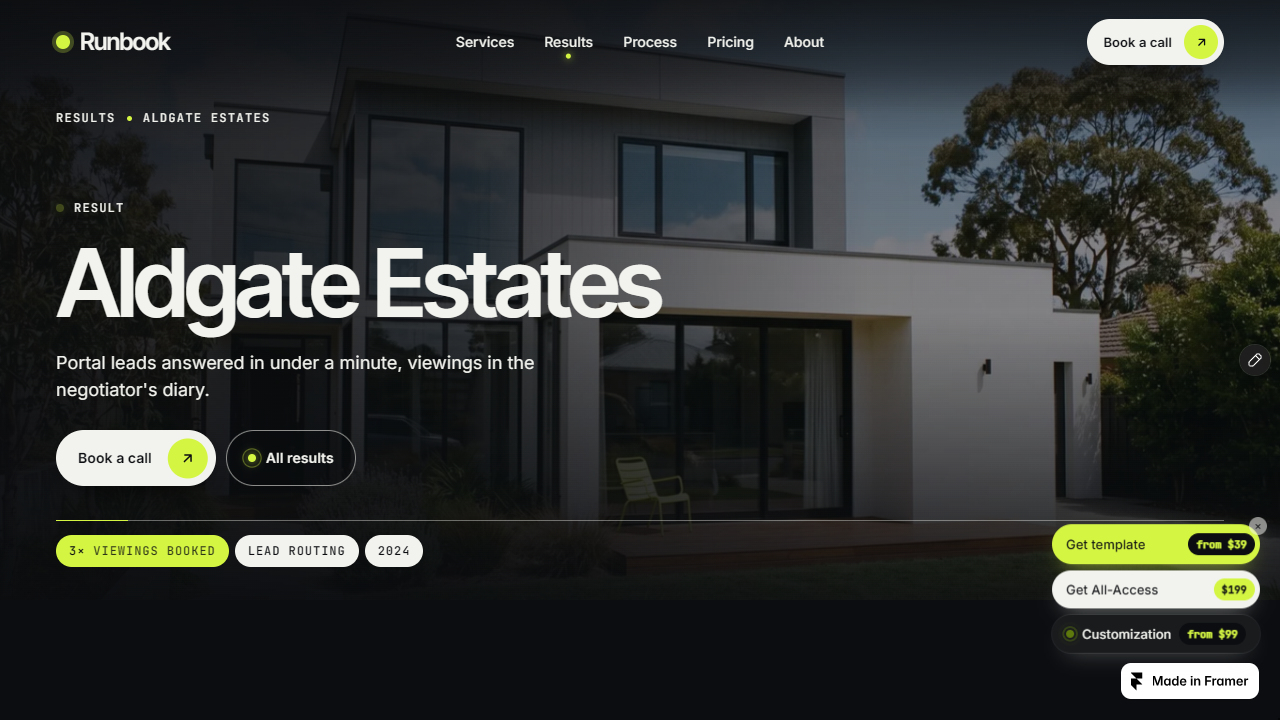 Runbook
Services
Results
Process
Pricing
About
Book a call
RESULTS
ALDGATE ESTATES
RESULT
Aldgate Estates
Portal leads answered in under a minute, viewings in the
negotiator's diary.
Book a call
All results
3× VIEWINGS BOOKED
LEAD ROUTING
2024
Get template
from $39
Get All-Access
$199
Customization
from $99
Made in Framer